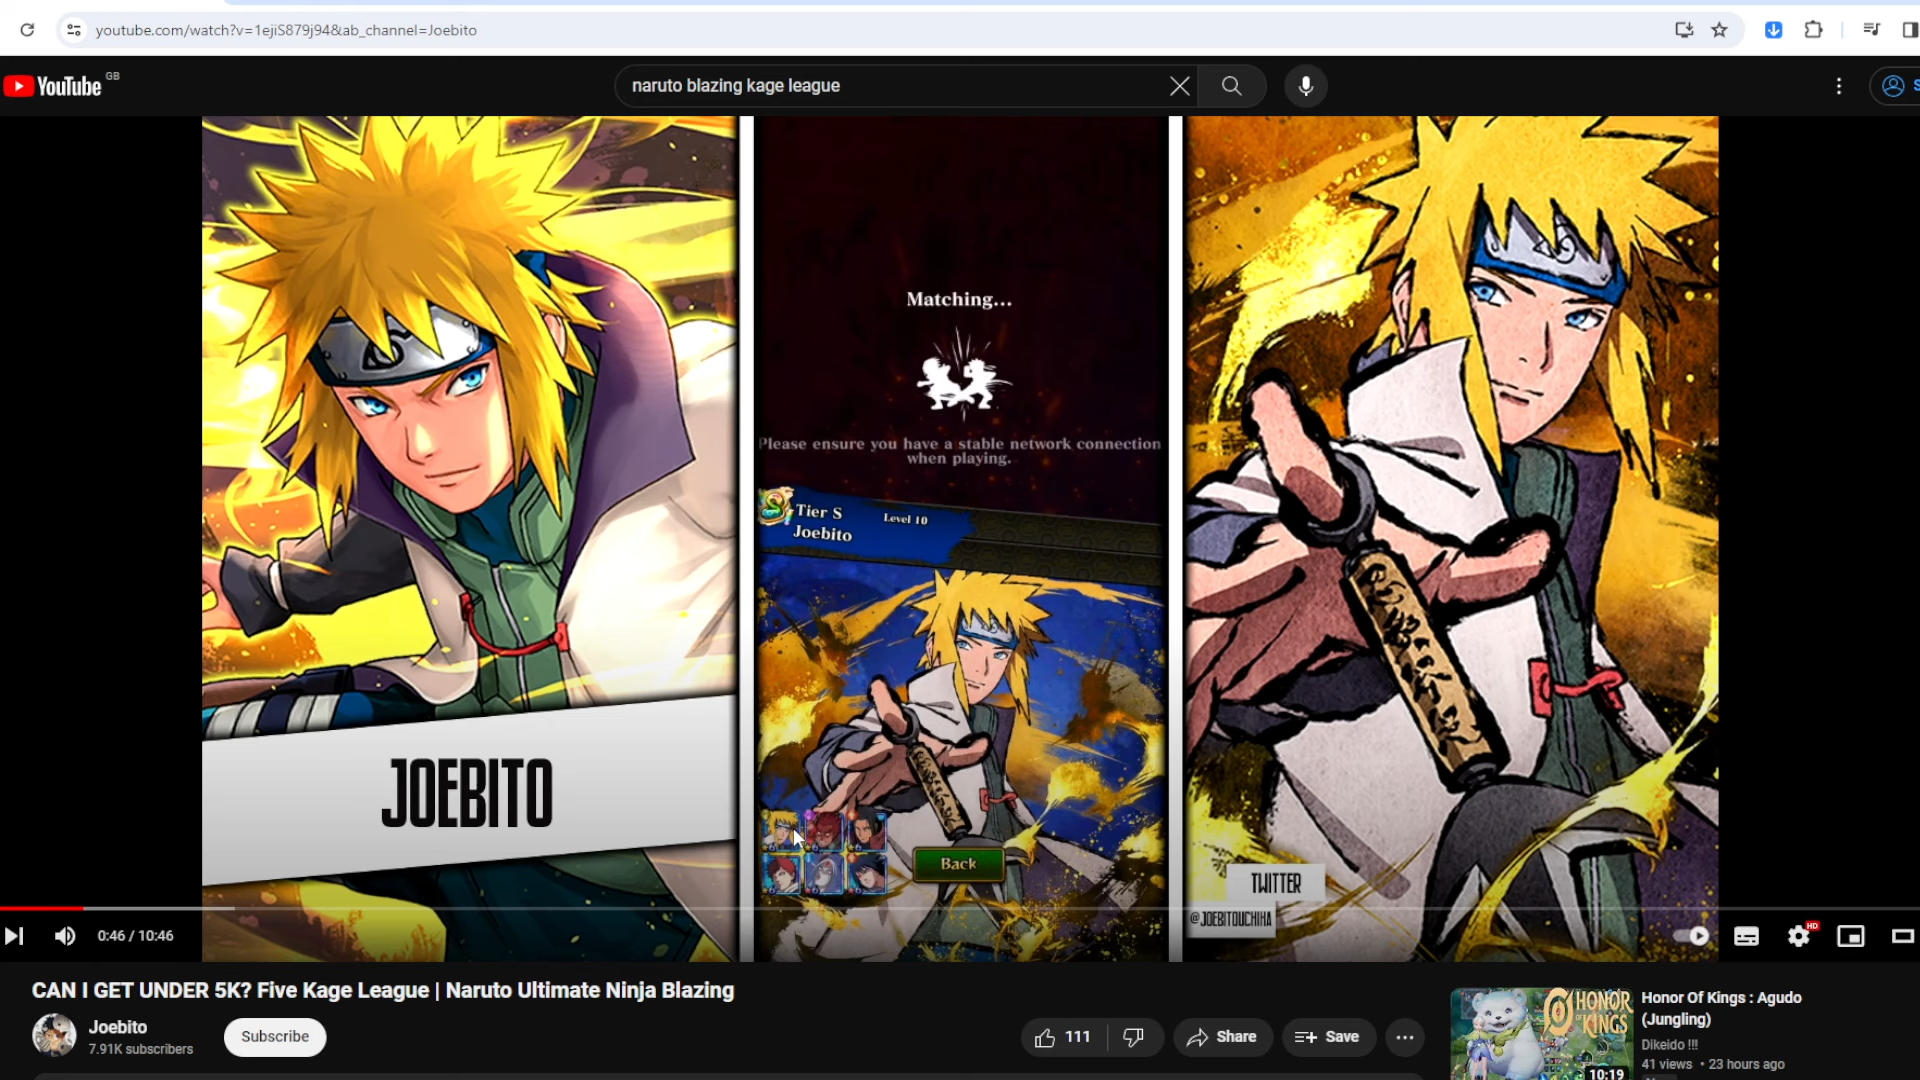 youtube.com/watch?v=1ejiS879j94&ab_channel=Joebito
YouTube GB
naruto blazing kage league
Matching...
Please ensure you have a stable network connection
when playing.
Tier S
Level 10
Joebito
JOEBITO
Back
TWITTER
@JOEBITOUCHIHA
0:46 / 10:46
HD
CAN I GET UNDER 5K? Five Kage League | Naruto Ultimate Ninja Blazing
Joebito
7.91K subscribers
Subscribe
111
Share
Save
HONOR
OF KINGS
10:19
Honor Of Kings : Agudo
(Jungling)
Dikeido !!!
41 views • 23 hours ago